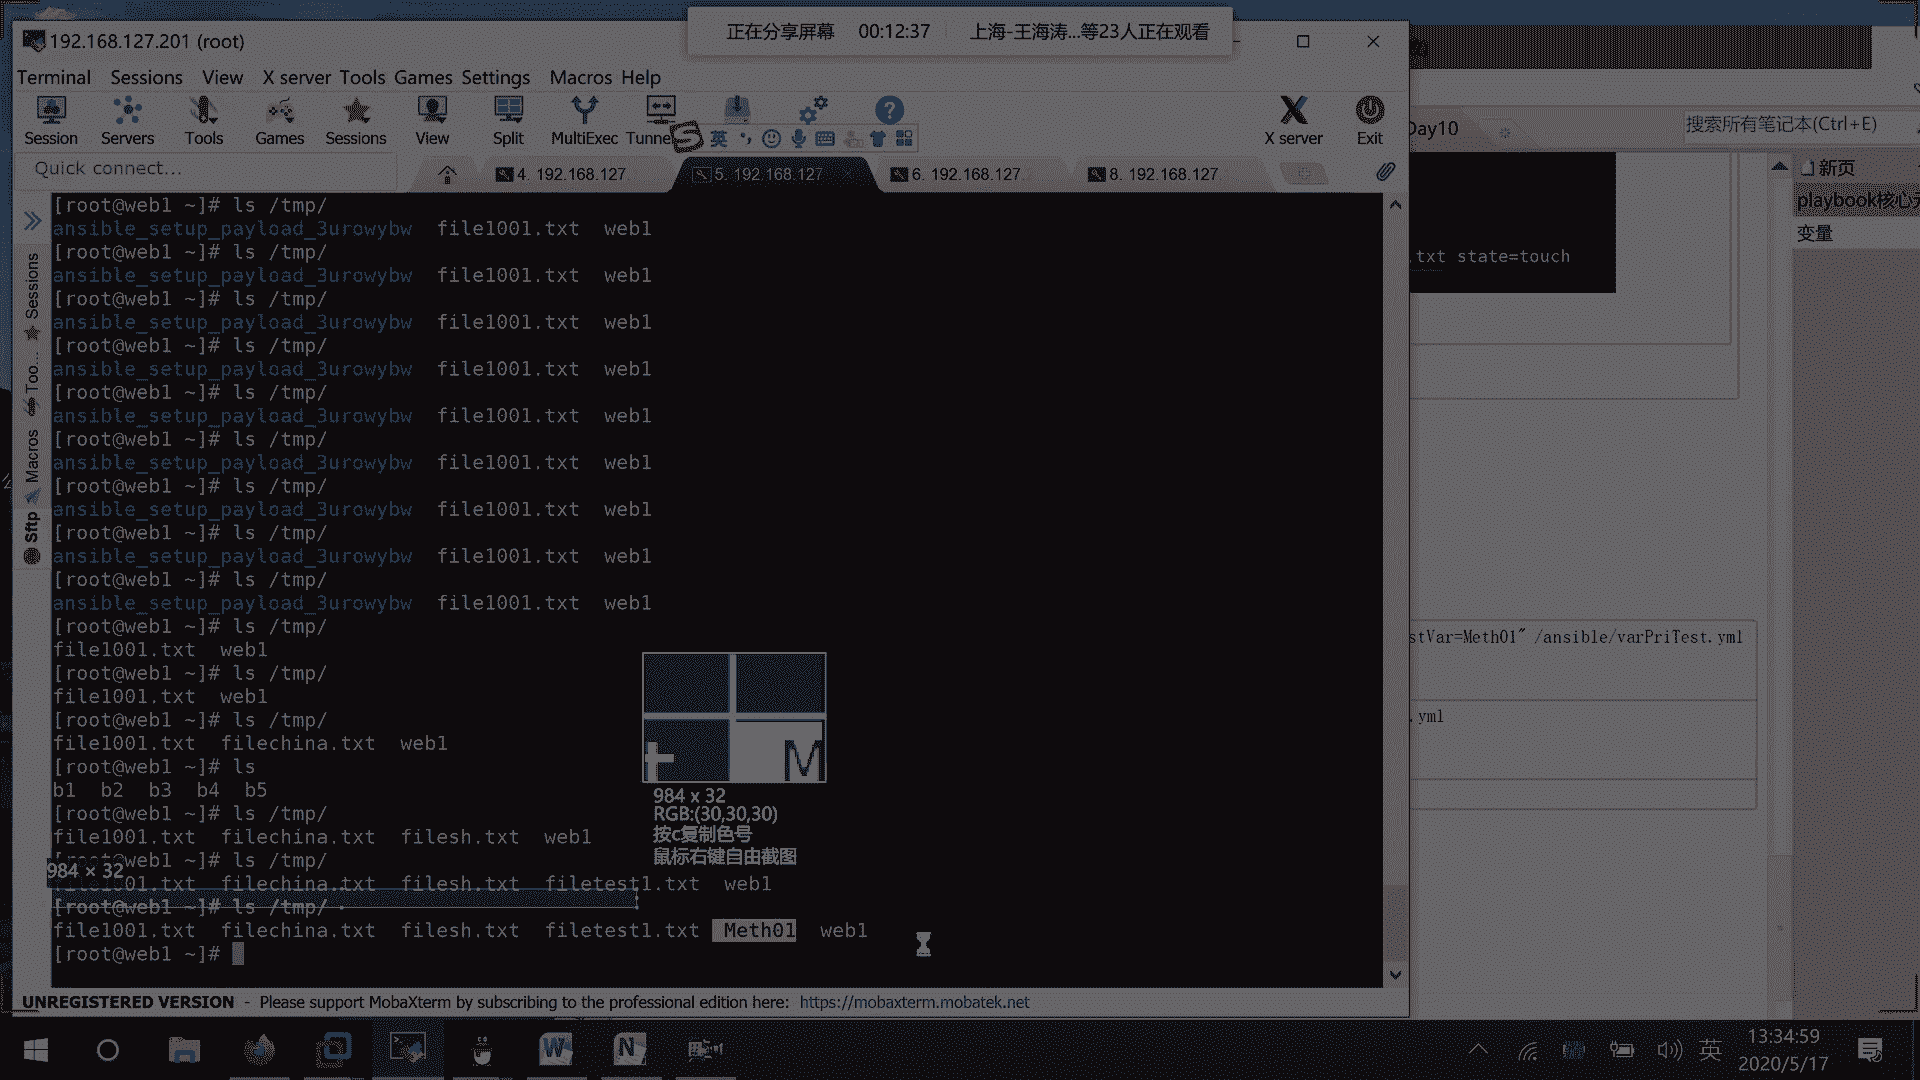 正在分享屏幕 00:12:37 上海-王海涛...等23人正在观看
192.168.127.201 (root)
Terminal Sessions View X server Tools Games Settings Macros Help
Session Servers Tools Games Sessions View Split MultiExec Tunne X server Exit
英
Day10
搜索所有笔记本(Ctrl+E)
Quick connect...
4. 192.168.127
5. 192.168.127
6. 192.168.127
8. 192.168.127
新页
playbook核心
变量
Sessions
Too...
Macros
Sftp
[root@web1 ~]# ls /tmp/
ansible_setup_payload_3urowybw file1001.txt web1
[root@web1 ~]# ls /tmp/
ansible_setup_payload_3urowybw file1001.txt web1
[root@web1 ~]# ls /tmp/
ansible_setup_payload_3urowybw file1001.txt web1
[root@web1 ~]# ls /tmp/
ansible_setup_payload_3urowybw file1001.txt web1
[root@web1 ~]# ls /tmp/
ansible_setup_payload_3urowybw file1001.txt web1
[root@web1 ~]# ls /tmp/
ansible_setup_payload_3urowybw file1001.txt web1
[root@web1 ~]# ls /tmp/
ansible_setup_payload_3urowybw file1001.txt web1
[root@web1 ~]# ls /tmp/
ansible_setup_payload_3urowybw file1001.txt web1
[root@web1 ~]# ls /tmp/
ansible_setup_payload_3urowybw file1001.txt web1
[root@web1 ~]# ls /tmp/
file1001.txt web1
[root@web1 ~]# ls /tmp/
file1001.txt web1
[root@web1 ~]# ls /tmp/
file1001.txt filechina.txt web1
[root@web1 ~]# ls
b1 b2 b3 b4 b5
[root@web1 ~]# ls /tmp/
file1001.txt filechina.txt filesh.txt web1
[root@web1 ~]# ls /tmp/
file1001.txt filechina.txt filesh.txt filetest1.txt web1
[root@web1 ~]# ls /tmp/
file1001.txt filechina.txt filesh.txt filetest1.txt Meth01 web1
[root@web1 ~]#
984 × 32
M
984 x 32
RGB:(30,30,30)
按c复制色号
鼠标右键自由截图
.txt state=touch
stVar=Meth01" /ansible/varPriTest.yml
.yml
UNREGISTERED VERSION - Please support MobaXterm by subscribing to the professional edition here: https://mobaxterm.mobatek.net
英
13:34:59
2020/5/17